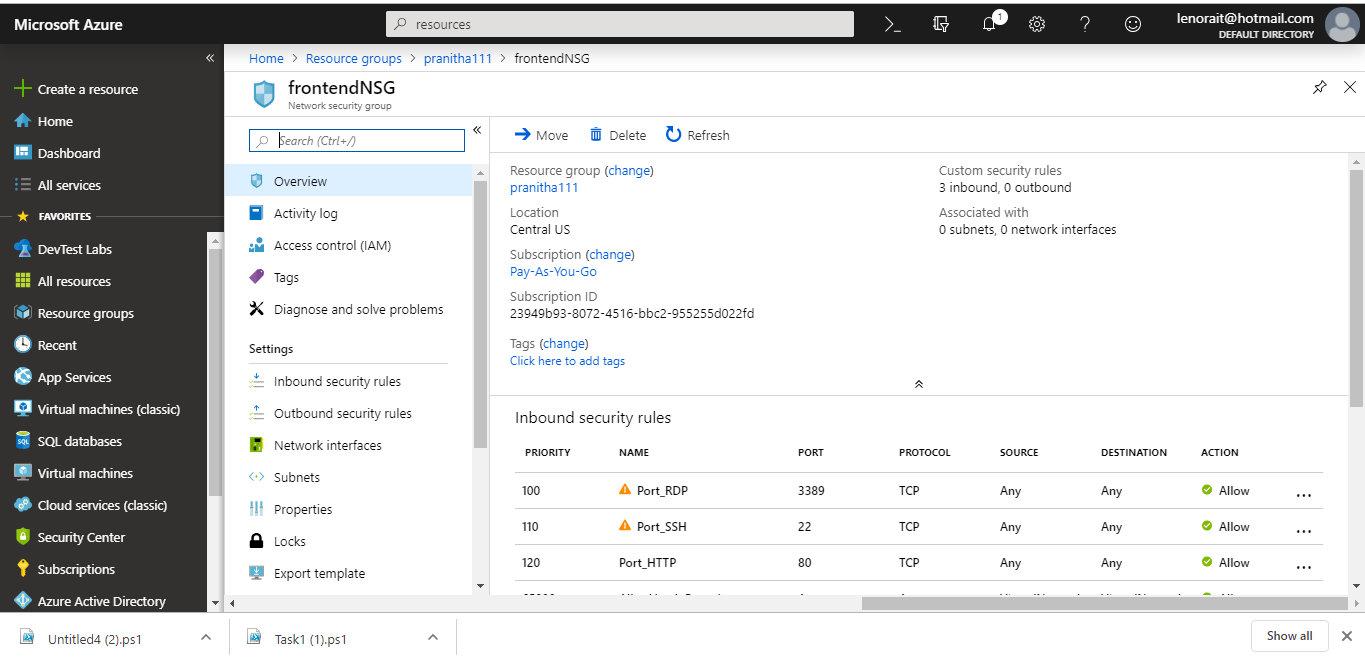 Microsoft Azure
resources
1
lenorait@hotmail.com
DEFAULT DIRECTORY
«
Create a resource
Home
Dashboard
All services
FAVORITES
DevTest Labs
All resources
Resource groups
Recent
App Services
Virtual machines (classic)
SQL databases
Virtual machines
Cloud services (classic)
Security Center
Subscriptions
Azure Active Directory
Home > Resource groups > pranitha111 > frontendNSG
frontendNSG
Network security group
Search (Ctrl+/)
«
Overview
Activity log
Access control (IAM)
Tags
Diagnose and solve problems
Settings
Inbound security rules
Outbound security rules
Network interfaces
Subnets
Properties
Locks
Export template
Move Delete Refresh
Resource group (change)
pranitha111
Location
Central US
Subscription (change)
Pay-As-You-Go
Subscription ID
23949b93-8072-4516-bbc2-955255d022fd
Tags (change)
Click here to add tags
Custom security rules
3 inbound, 0 outbound
Associated with
0 subnets, 0 network interfaces
Inbound security rules
PRIORITY NAME PORT PROTOCOL SOURCE DESTINATION ACTION
100 Port_RDP 3389 TCP Any Any Allow ...
110 Port_SSH 22 TCP Any Any Allow ...
120 Port_HTTP 80 TCP Any Any Allow ...
Untitled4 (2).ps1
Task1 (1).ps1
Show all